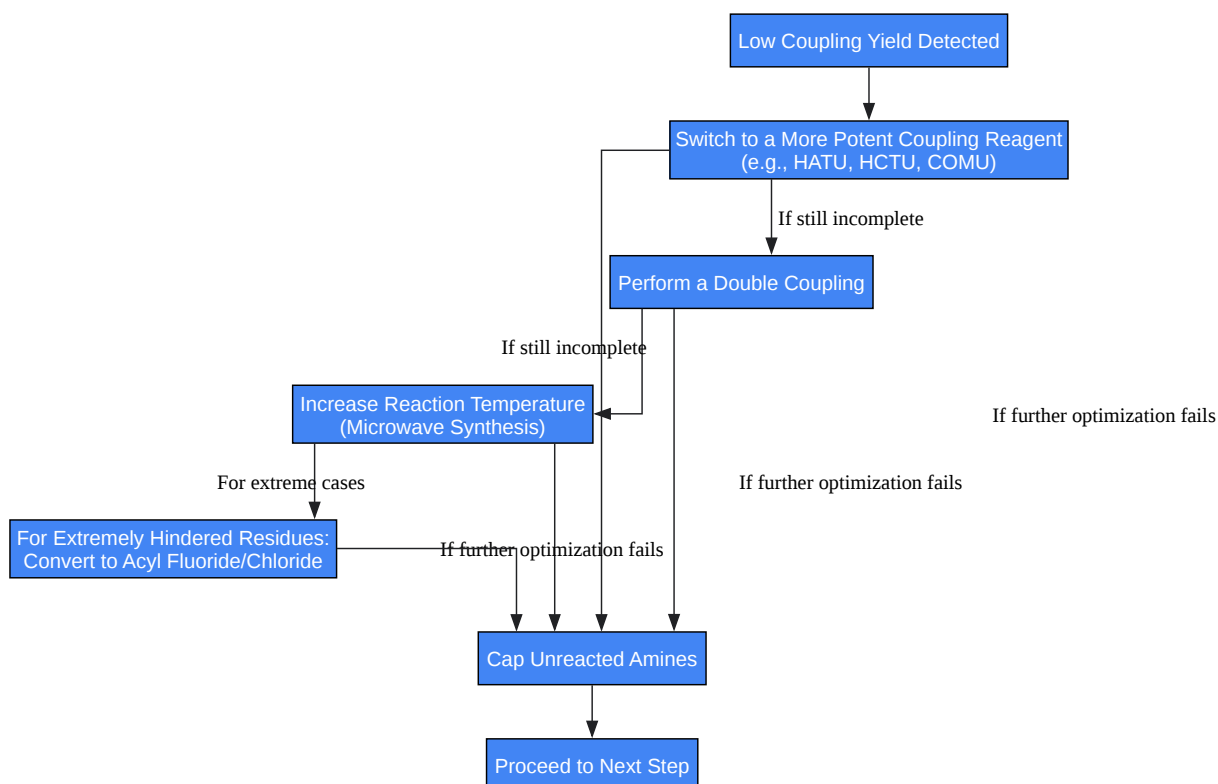 Low Coupling Yield Detected
Switch to a More Potent Coupling Reagent
(e.g., HATU, HCTU, COMU)
If still incomplete
Perform a Double Coupling
If still incomplete
Increase Reaction Temperature
(Microwave Synthesis)
If further optimization fails
For extreme cases
If further optimization fails
For Extremely Hindered Residues:
Convert to Acyl Fluoride/Chloride
If further optimization fails
Cap Unreacted Amines
Proceed to Next Step